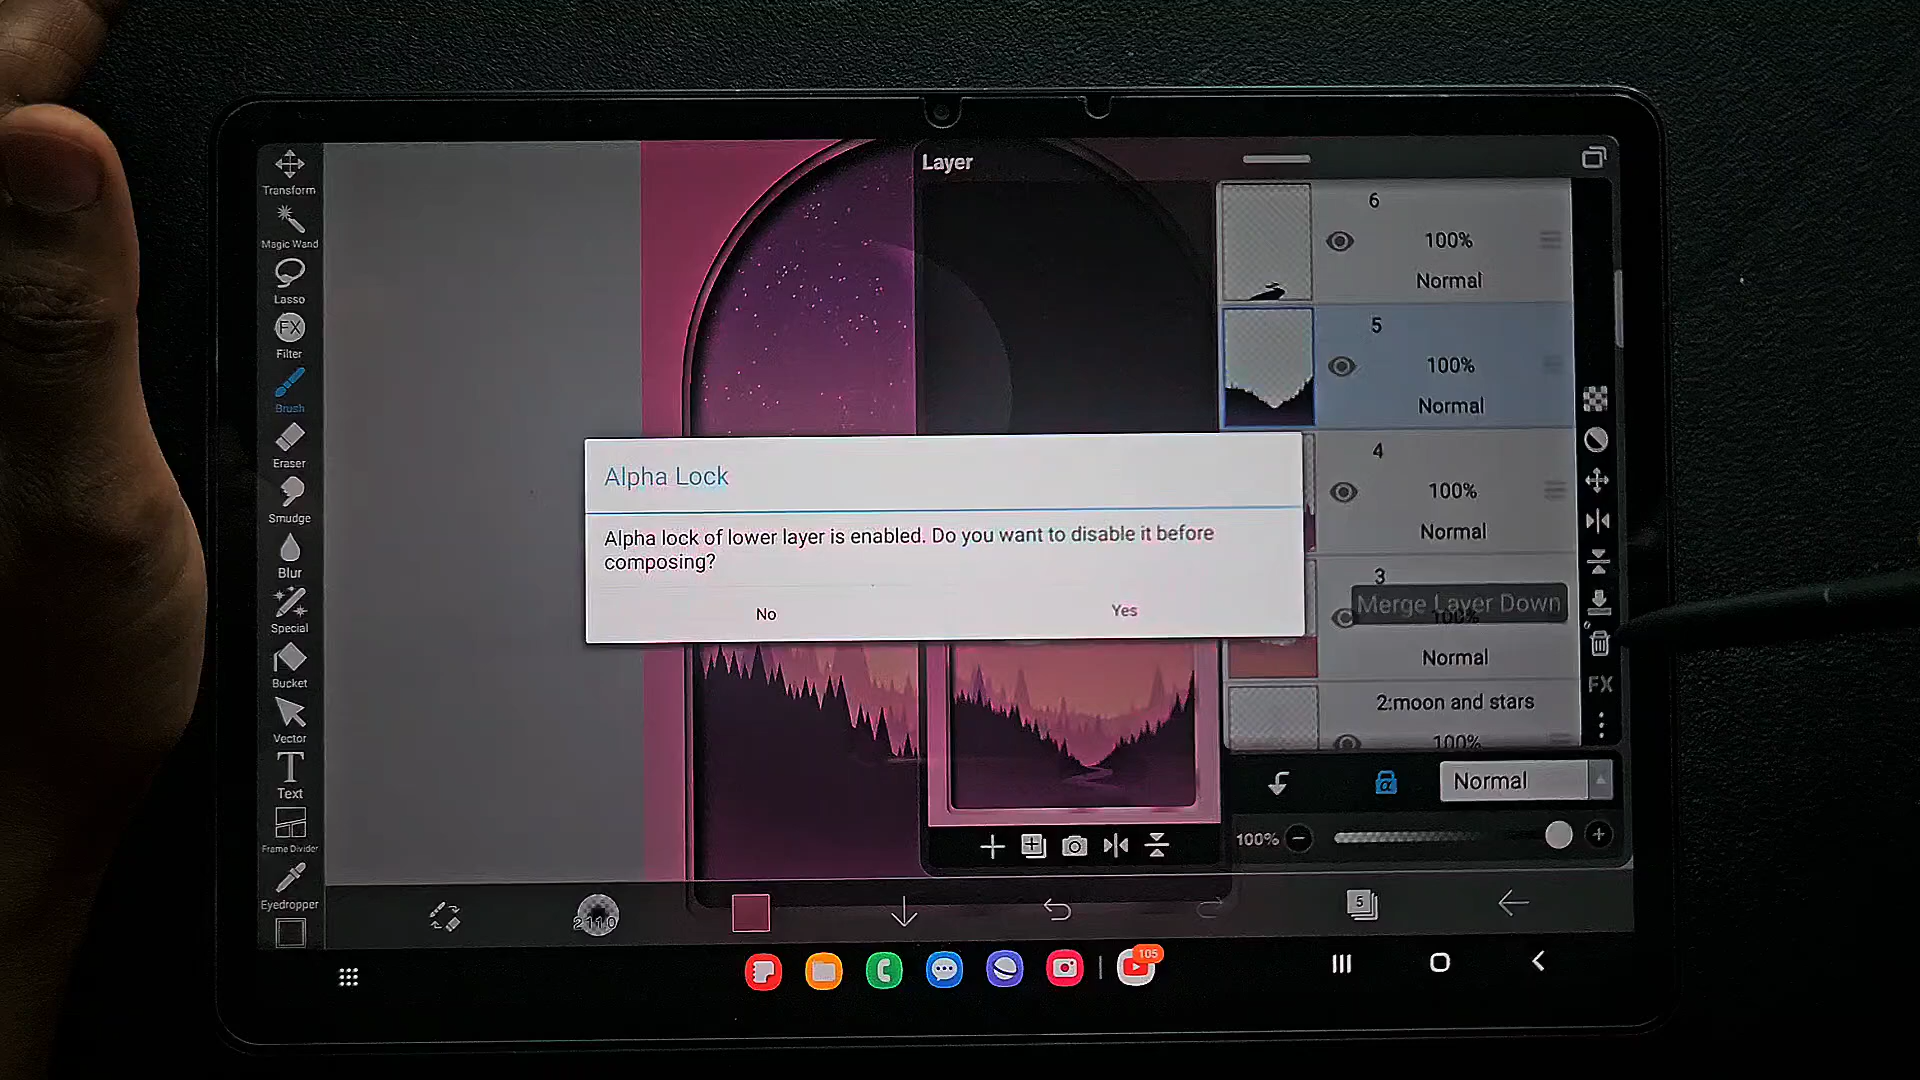 Transform
Magic Wand
Lasso
FX
Filter
Brush
Eraser
Smudge
Blur
Special
Bucket
Vector
T
Text
Frame Divider
Eyedropper
Layer
6
100%
Normal
5
100%
Normal
4
100%
Normal
3
Merge Layer Down
100%
Normal
2:moon and stars
100%
FX
Alpha Lock
Alpha lock of lower layer is enabled. Do you want to disable it before
composing?
No
Yes
α
Normal
100%
5
105